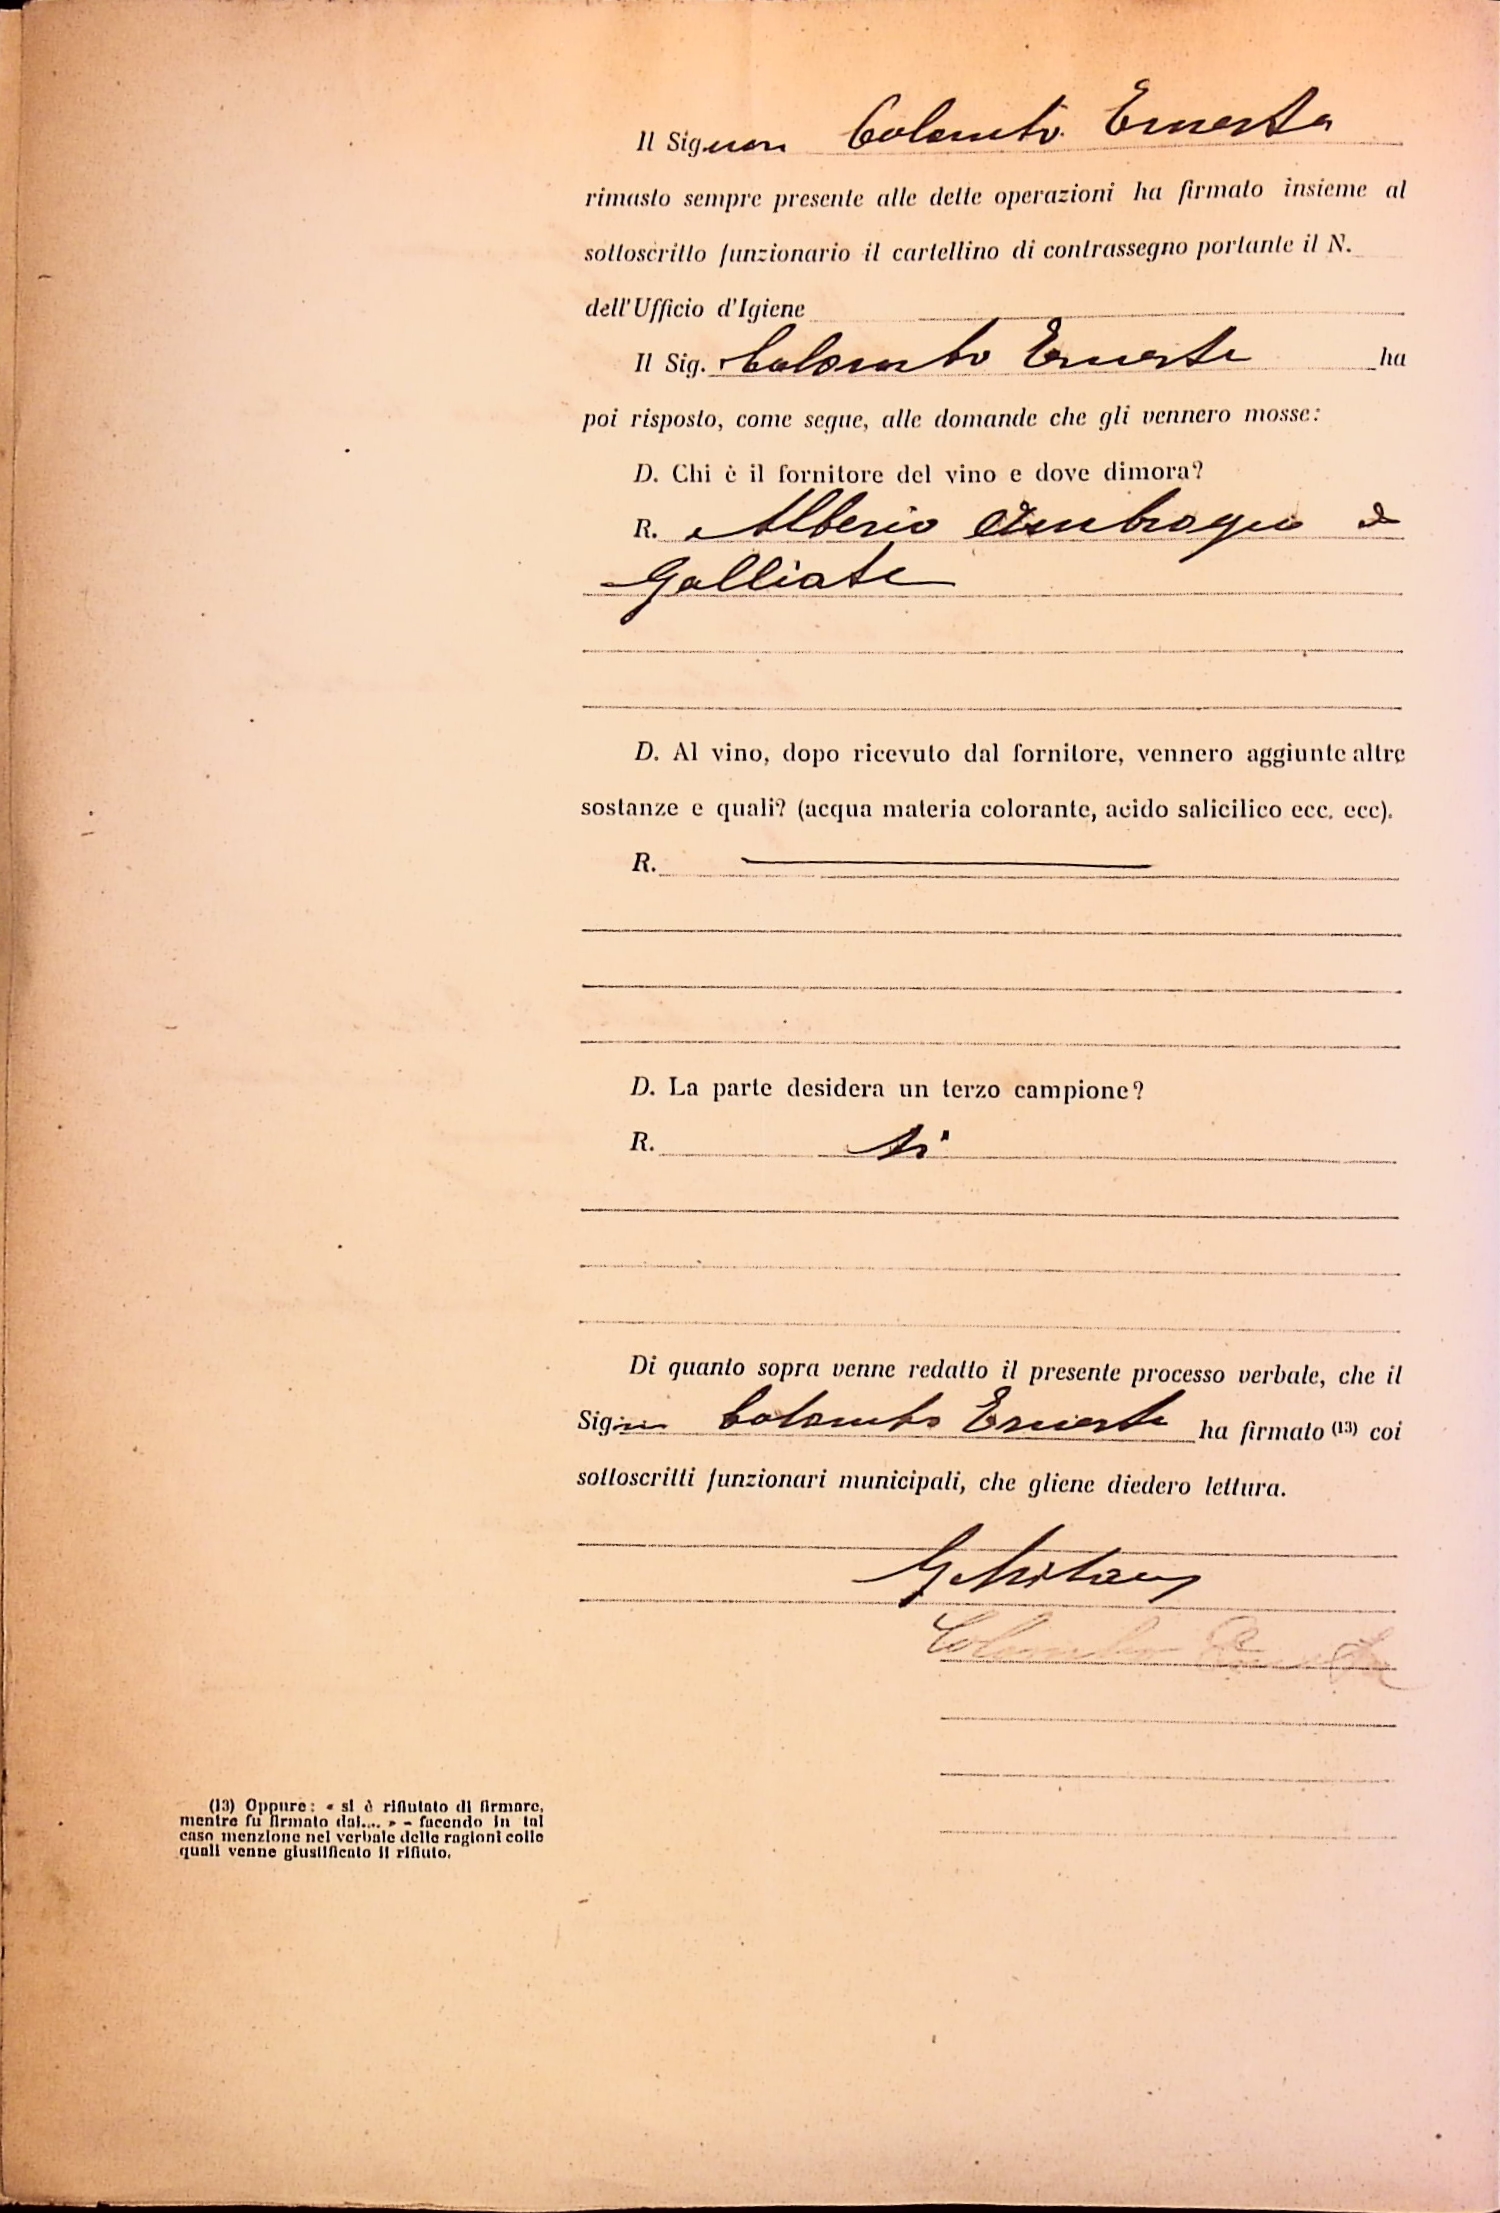 Il Signor Colombo Ernesto
rimasto sempre presente alle dette operazioni ha firmato insieme al
sottoscritto funzionario il cartellino di contrassegno portante il N.
dell'Ufficio d'Igiene
Il Sig. Colombo Ernesto ha
poi risposto, come segue, alle domande che gli vennero mosse:
D. Chi è il fornitore del vino e dove dimora?
R. Alberio Ambrogio di
Galliate
D. Al vino, dopo ricevuto dal fornitore, vennero aggiunte altre
sostanze e quali? (acqua materia colorante, acido salicilico ecc. ecc).
R.
D. La parte desidera un terzo campione?
R. si
Di quanto sopra venne redatto il presente processo verbale, che il
Sig. Colombo Ernesto ha firmato (13) coi
sottoscritti funzionari municipali, che gliene diedero lettura.
Colombo Ernesto
(13) Oppure: « si è rifiutato di firmare,
mentre fu firmato dal.... » - facendo in tal
caso menzione nel verbale delle ragioni colle
quali venne giustificato il rifiuto.